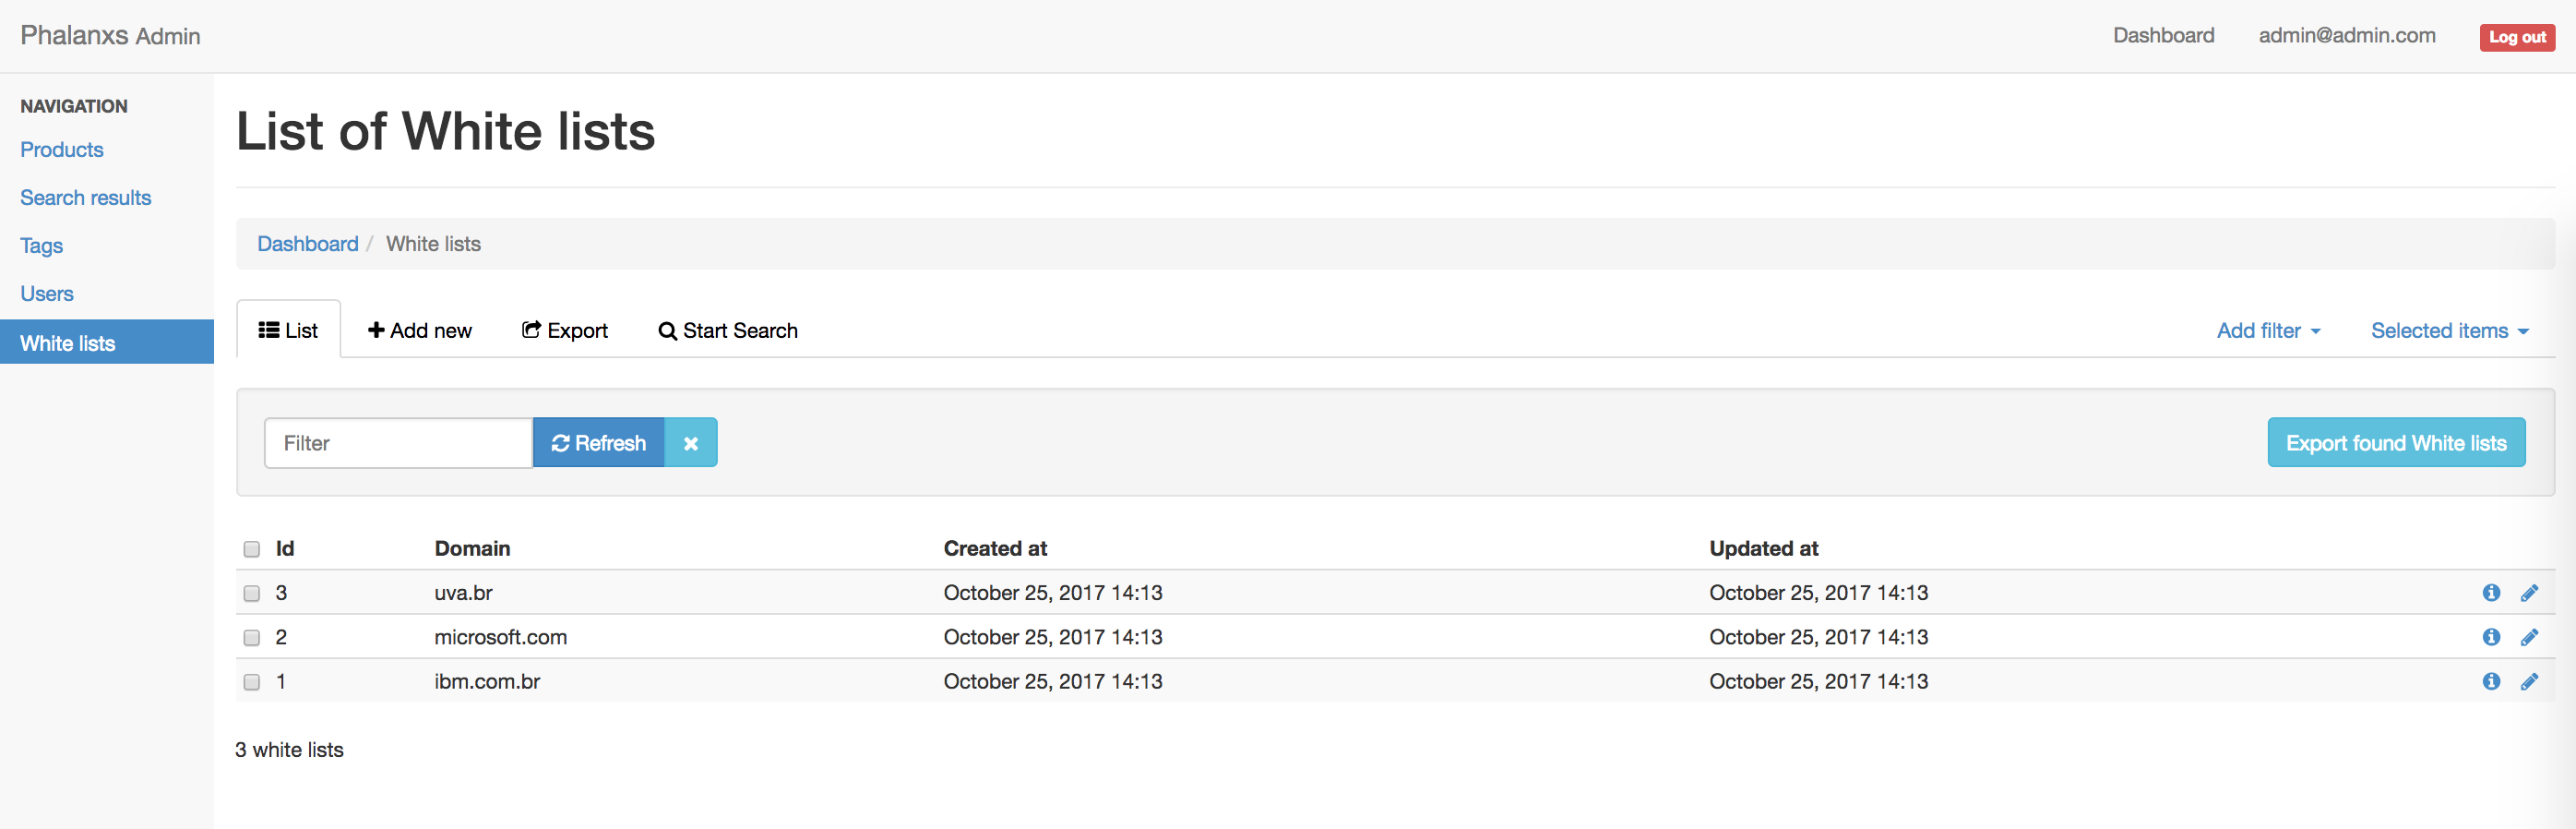 Phalanxs Admin
Dashboard admin@admin.com Log out
NAVIGATION
Products
Search results
Tags
Users
White lists
List of White lists
Dashboard / White lists
List Add new Export Start Search Add filter Selected items
Filter Refresh Export found White lists
Id Domain Created at Updated at
3 uva.br October 25, 2017 14:13 October 25, 2017 14:13
2 microsoft.com October 25, 2017 14:13 October 25, 2017 14:13
1 ibm.com.br October 25, 2017 14:13 October 25, 2017 14:13
3 white lists